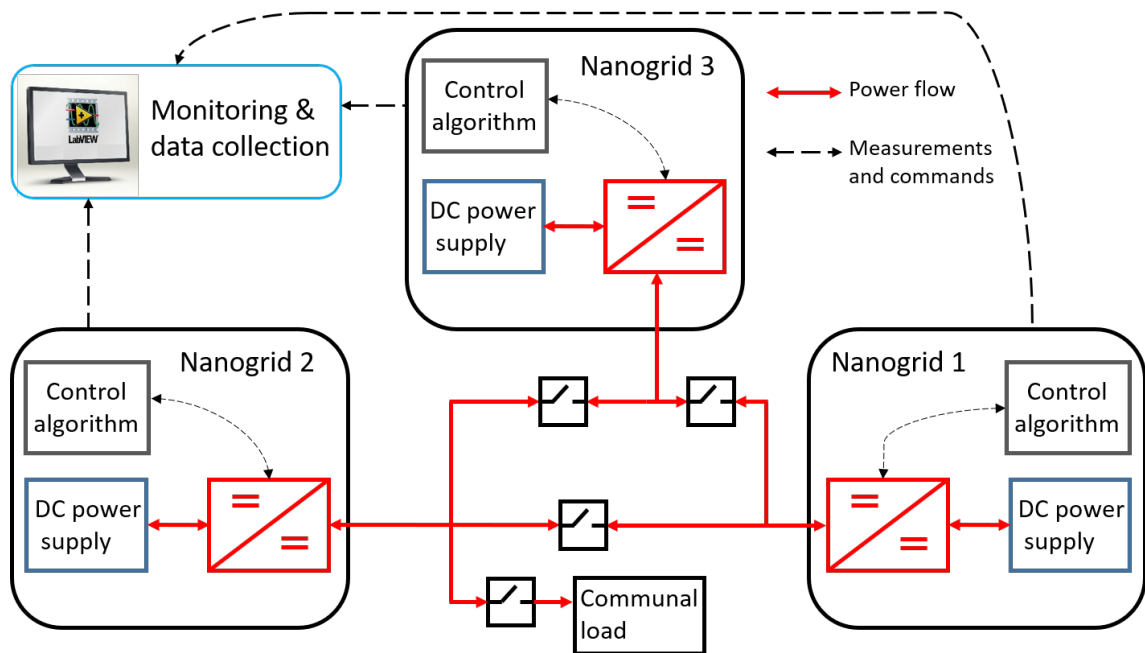 Monitoring &
data collection
LabVIEW
Nanogrid 3
Control
algorithm
DC power
supply
Power flow
Measurements
and commands
Nanogrid 2
Control
algorithm
DC power
supply
Nanogrid 1
Control
algorithm
DC power
supply
Communal
load